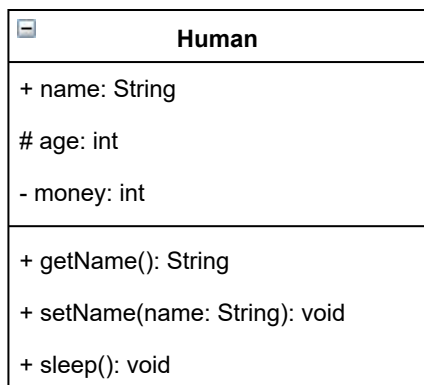 Human
+ name: String
# age: int
- money: int
+ getName(): String
+ setName(name: String): void
+ sleep(): void